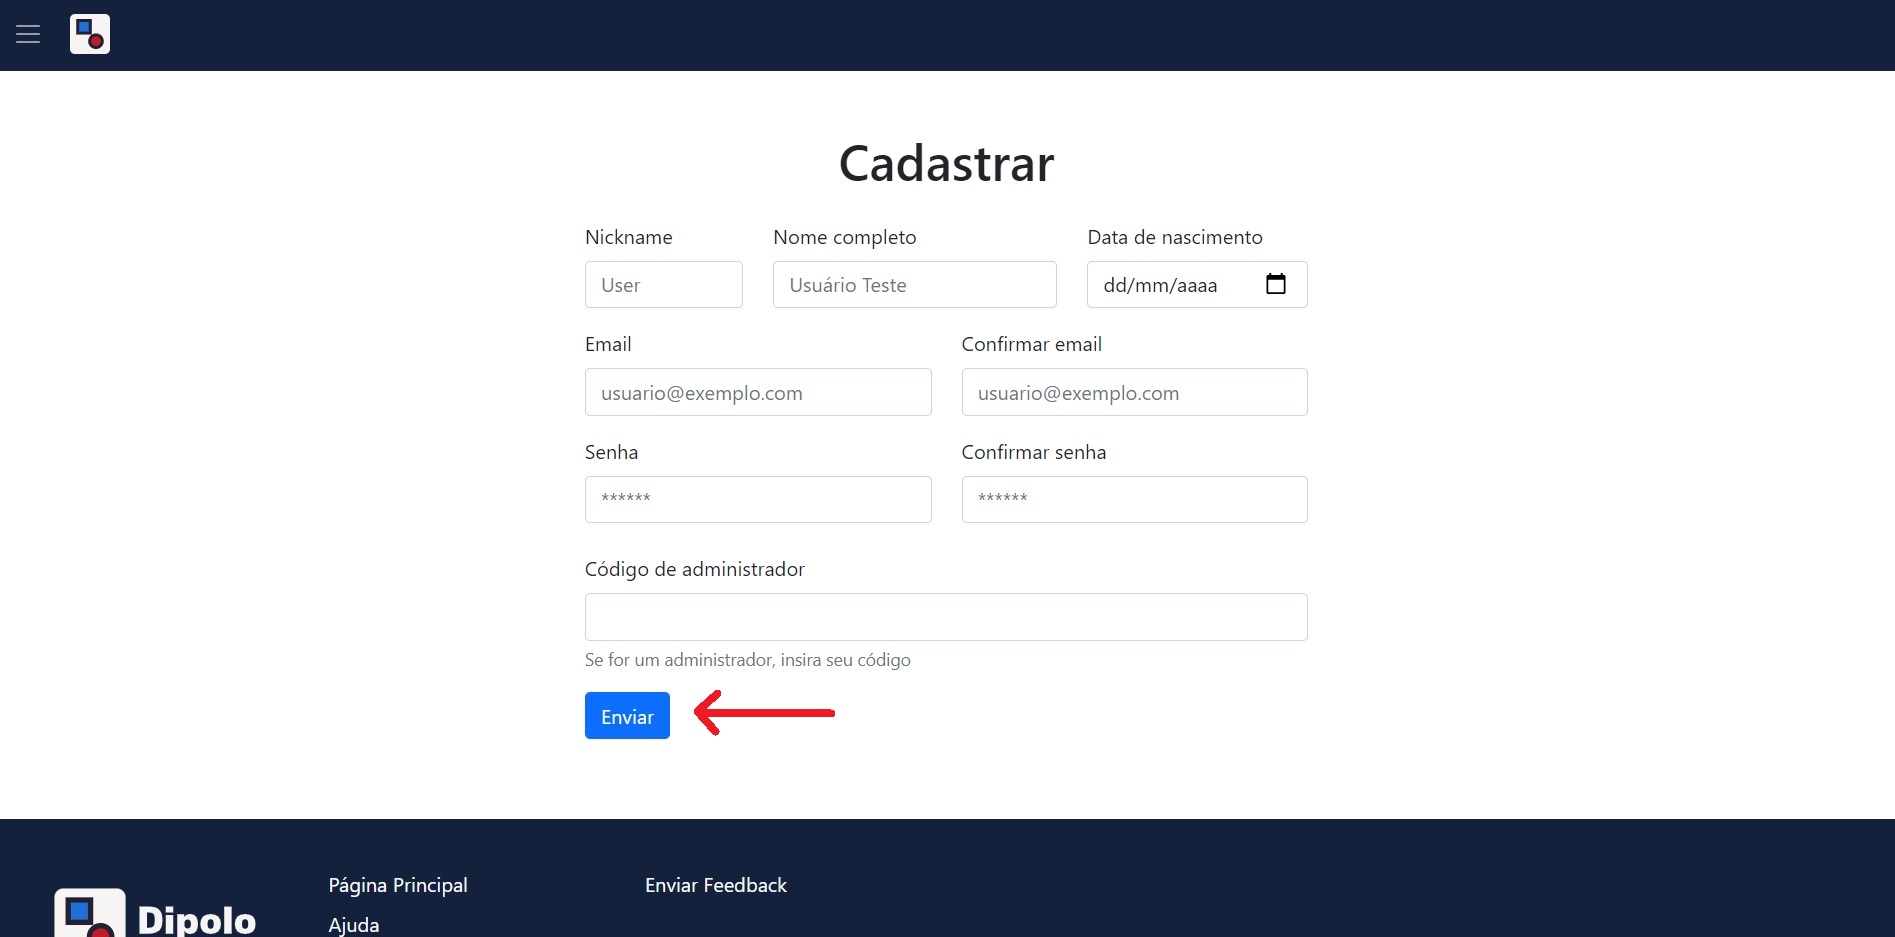 Cadastrar
Nickname
Nome completo
Data de nascimento
User
Usuário Teste
dd/mm/aaaa
Email
Confirmar email
usuario@exemplo.com
usuario@exemplo.com
Senha
Confirmar senha
******
******
Código de administrador
Se for um administrador, insira seu código
Enviar
Página Principal
Enviar Feedback
Dipolo
Ajuda